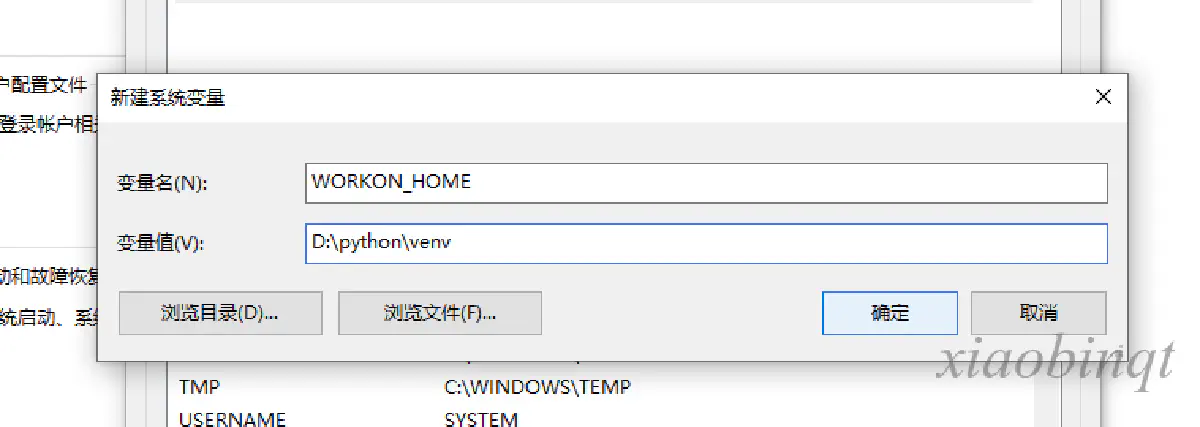 户配置文件
新建系统变量
登录帐户相
变量名(N):
WORKON_HOME
变量值(V):
D:\python\venv
动和故障恢复
浏览目录(D)...
浏览文件(F)...
确定
取消
统启动、系
xiaobinqt
TMP
C:\WINDOWS\TEMP
USERNAME
SYSTEM